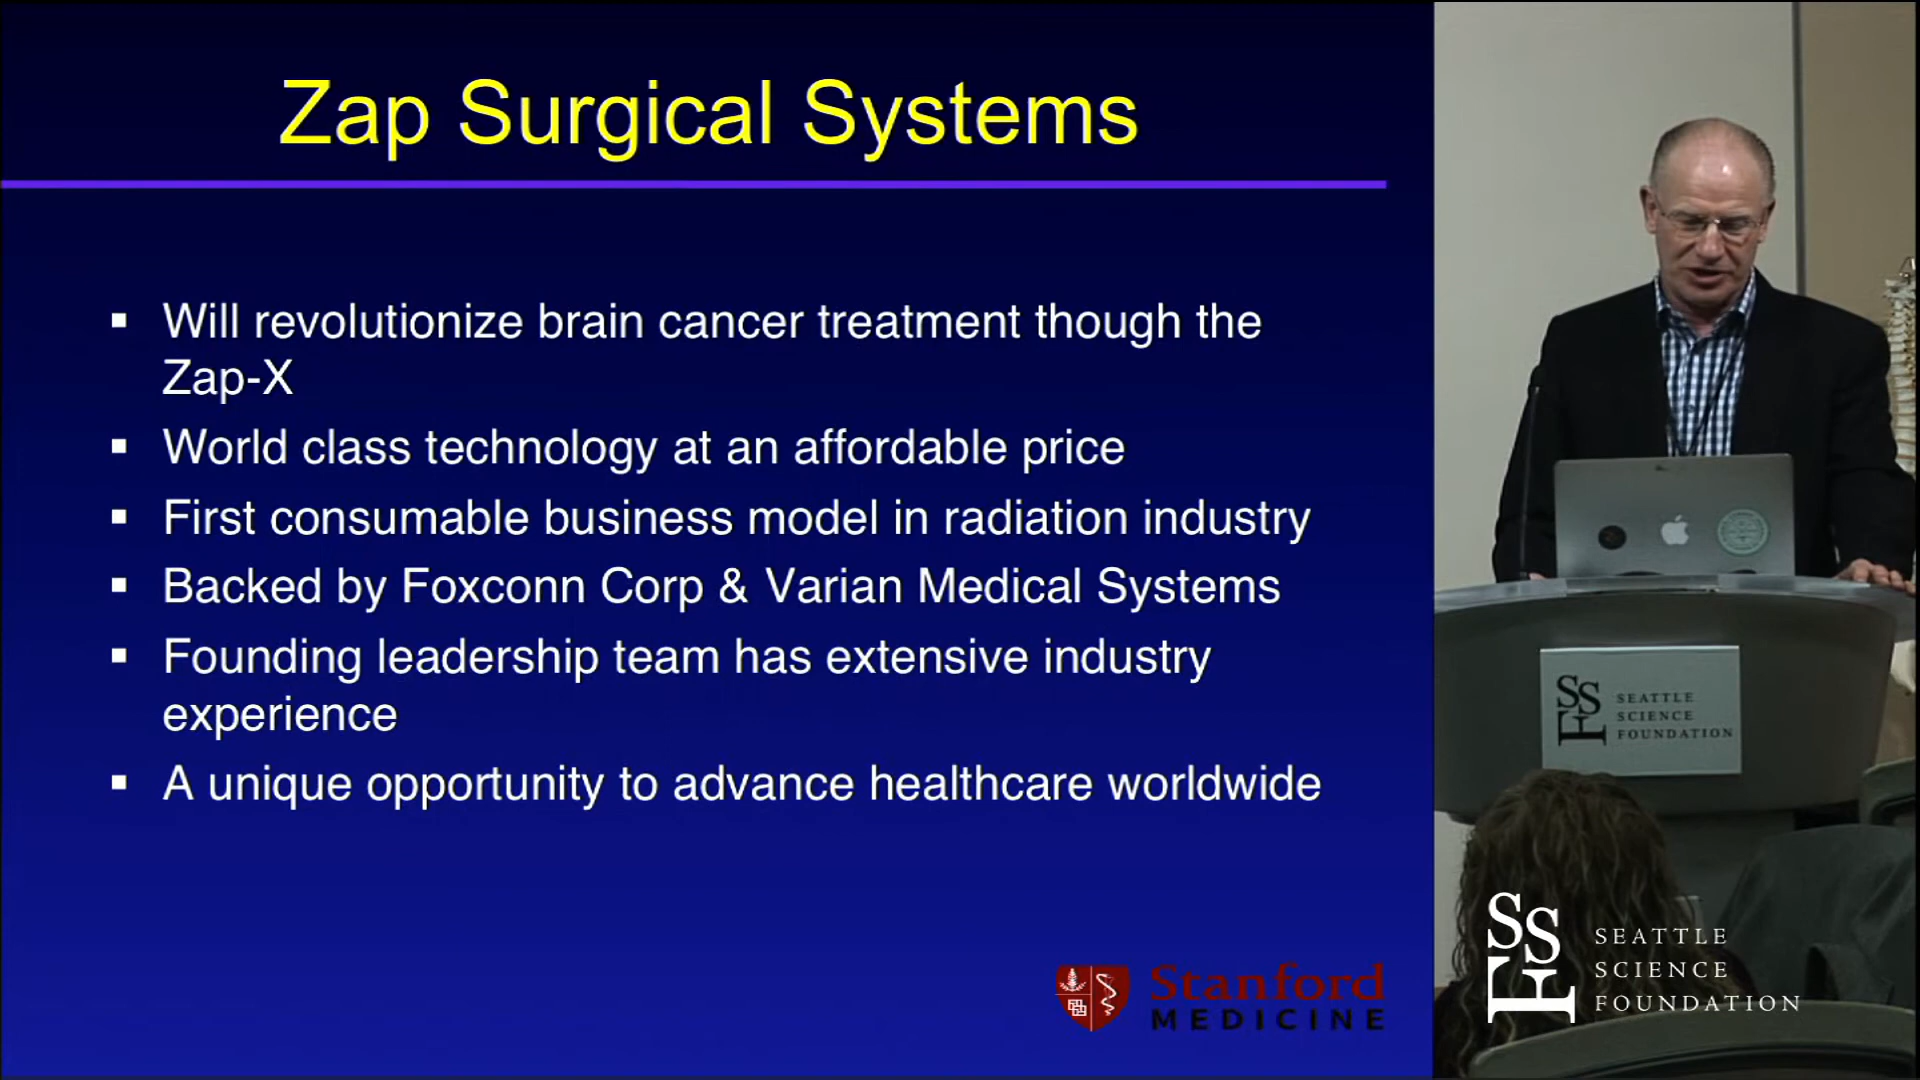 Zap Surgical Systems
▪ Will revolutionize brain cancer treatment though the
Zap-X
▪ World class technology at an affordable price
▪ First consumable business model in radiation industry
▪ Backed by Foxconn Corp & Varian Medical Systems
▪ Founding leadership team has extensive industry
experience
▪ A unique opportunity to advance healthcare worldwide
Stanford
MEDICINE
SSF
SEATTLE
SCIENCE
FOUNDATION
SSF
SEATTLE
SCIENCE
FOUNDATION